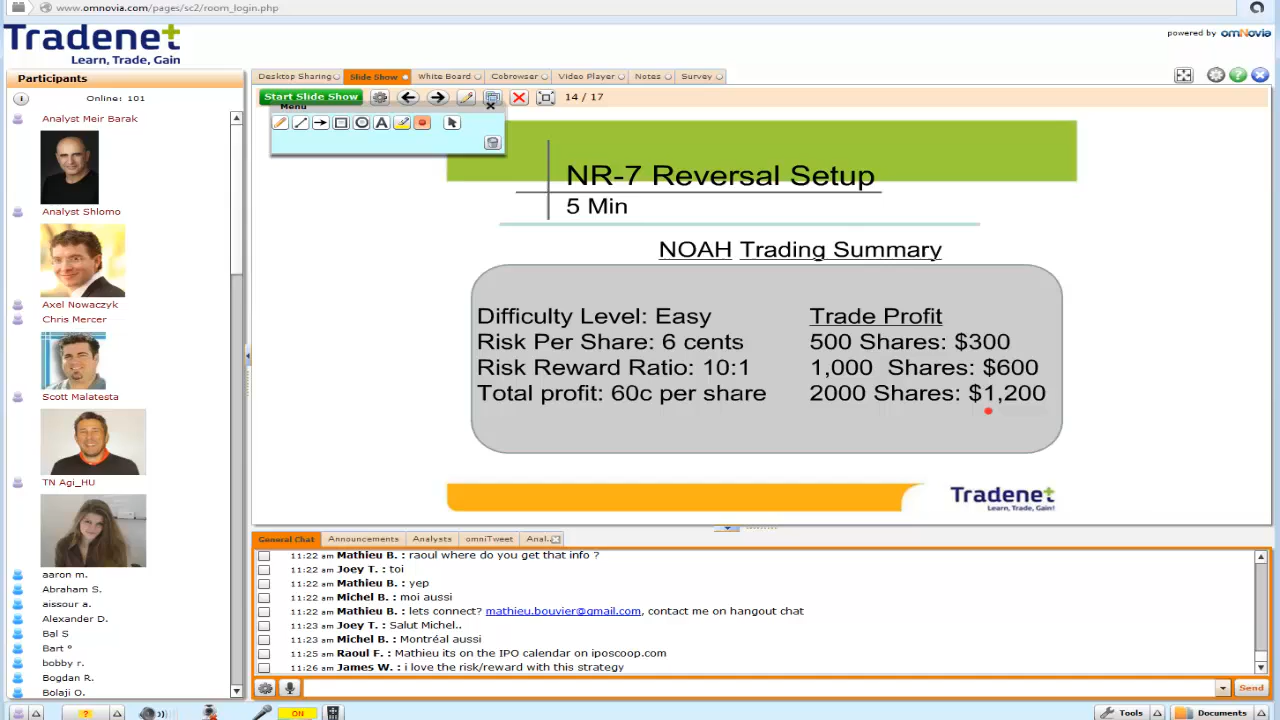 www.omnovia.com/pages/sc2/room_login.php
Tradenet
Learn, Trade, Gain
powered by omNovia
Participants
Online: 101
Analyst Meir Barak
Analyst Shlomo
Axel Nowaczyk
Chris Mercer
Scott Malatesta
TN Agi_HU
aaron m.
Abraham S.
aissour a.
Alexander D.
Bal S
Bart °
bobby r.
Bogdan R.
Bolaji O.
Desktop Sharing
Slide Show
White Board
Cobrowser
Video Player
Notes
Survey
Start Slide Show
14 / 17
Menu
A
NR-7 Reversal Setup
5 Min
NOAH Trading Summary
Difficulty Level: Easy
Risk Per Share: 6 cents
Risk Reward Ratio: 10:1
Total profit: 60c per share
Trade Profit
500 Shares: $300
1,000 Shares: $600
2000 Shares: $1,200
Tradenet
Learn, Trade, Gain!
General Chat
Announcements
Analysts
omniTweet
Anal..
11:22 am Mathieu B. : raoul where do you get that info ?
11:22 am Joey T. : toi
11:22 am Mathieu B. : yep
11:22 am Michel B. : moi aussi
11:22 am Mathieu B. : lets connect? mathieu.bouvier@gmail.com, contact me on hangout chat
11:23 am Joey T. : Salut Michel..
11:23 am Michel B. : Montréal aussi
11:25 am Raoul F. : Mathieu its on the IPO calendar on iposcoop.com
11:26 am James W. : i love the risk/reward with this strategy
Send
?
ON
Tools
Documents